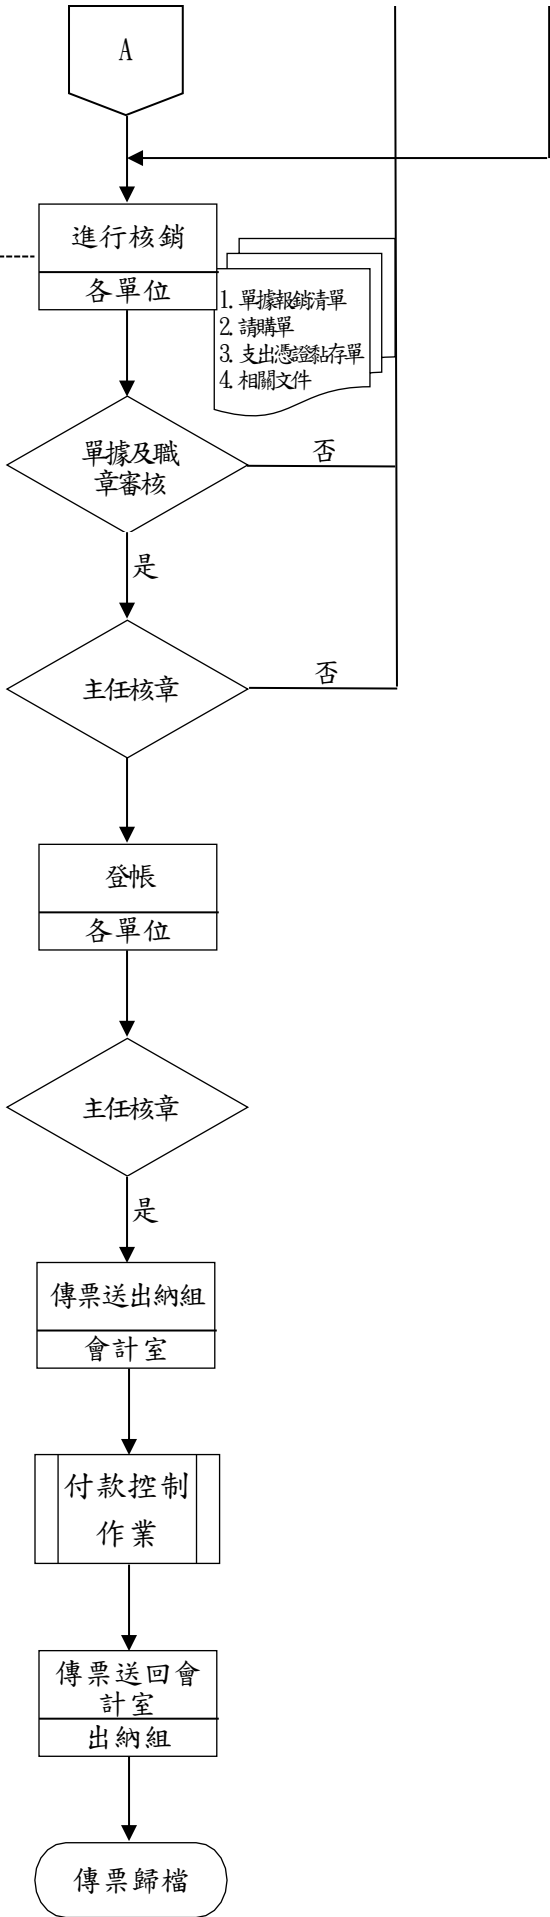 A
進行核銷
各單位
1. 單據報銷清單
2. 請購單
3. 支出憑證黏存單
4. 相關文件
單據及職
章審核
否
是
主任核章
否
登帳
各單位
主任核章
是
傳票送出納組
會計室
付款控制
作業
傳票送回會
計室
出納組
傳票歸檔